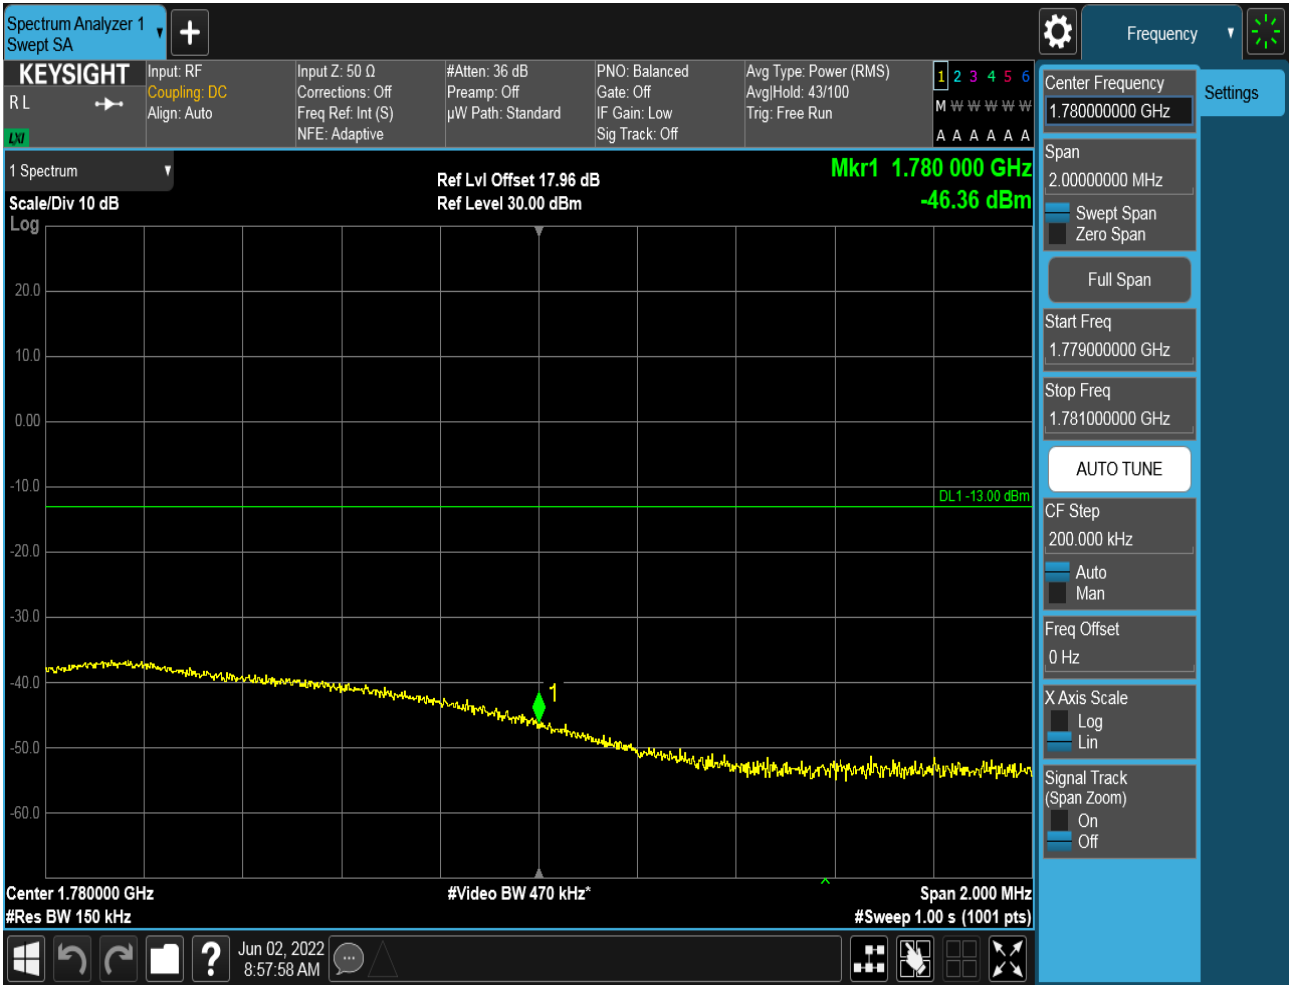 Spectrum Analyzer 1
Swept SA
Frequency
KEYSIGHT
R L
LXI
Input: RF
Coupling: DC
Align: Auto
Input Z: 50 Ω
Corrections: Off
Freq Ref: Int (S)
NFE: Adaptive
#Atten: 36 dB
Preamp: Off
µW Path: Standard
PNO: Balanced
Gate: Off
IF Gain: Low
Sig Track: Off
Avg Type: Power (RMS)
Avg|Hold: 43/100
Trig: Free Run
1 2 3 4 5 6
M W W W W W
A A A A A A
1 Spectrum
Scale/Div 10 dB
Log
Ref Lvl Offset 17.96 dB
Ref Level 30.00 dBm
Mkr1 1.780 000 GHz
-46.36 dBm
20.0
10.0
0.00
-10.0
DL1 -13.00 dBm
-20.0
-30.0
-40.0
1
-50.0
-60.0
Center 1.780000 GHz
#Video BW 470 kHz*
Span 2.000 MHz
#Res BW 150 kHz
#Sweep 1.00 s (1001 pts)
Center Frequency
1.780000000 GHz
Settings
Span
2.00000000 MHz
Swept Span
Zero Span
Full Span
Start Freq
1.779000000 GHz
Stop Freq
1.781000000 GHz
AUTO TUNE
CF Step
200.000 kHz
Auto
Man
Freq Offset
0 Hz
X Axis Scale
Log
Lin
Signal Track
(Span Zoom)
On
Off
?
Jun 02, 2022
8:57:58 AM